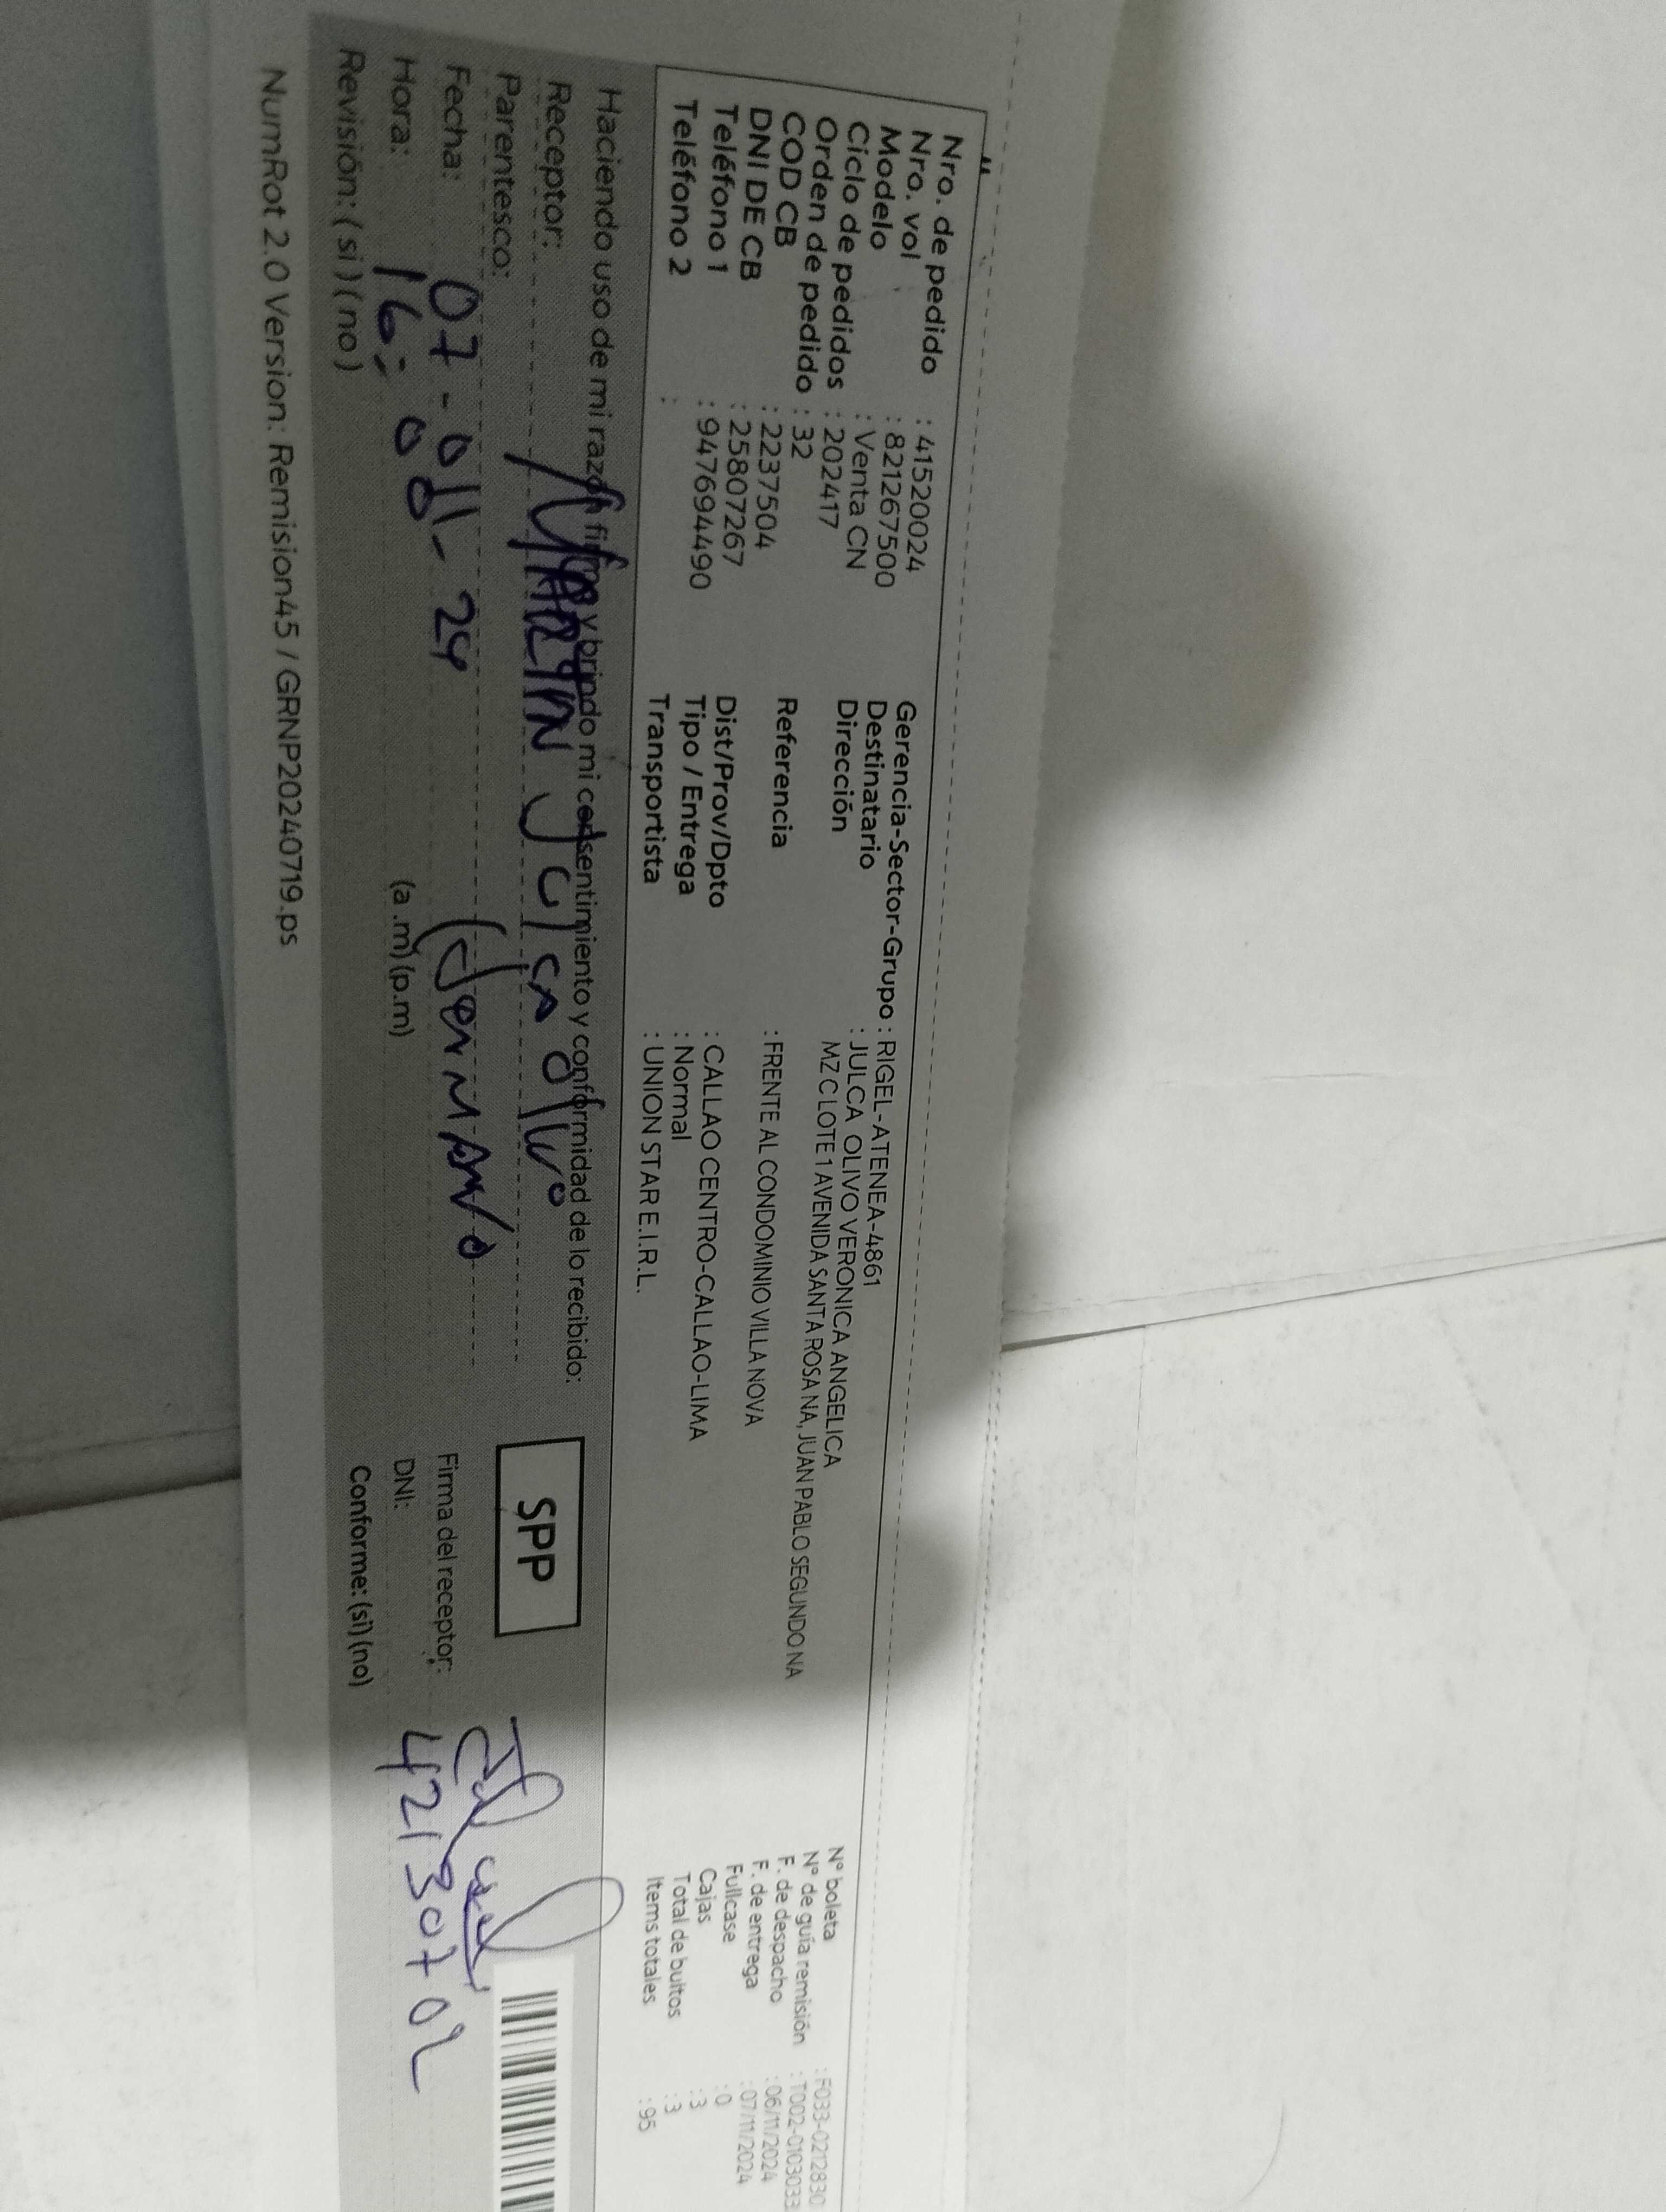 Nro. de pedido : 41520024
Nro. vol : 821267500
Modelo : Venta CN
Ciclo de pedidos : 202417
Orden de pedido : 32
COD CB : 2237504
DNI DE CB : 25807267
Teléfono 1 : 947694490
Teléfono 2 :
Gerencia-Sector-Grupo : RIGEL-ATENEA-4861
Destinatario : JULCA OLIVO VERONICA ANGELICA
Dirección MZ C LOTE 1 AVENIDA SANTA ROSA NA, JUAN PABLO SEGUNDO NA
Referencia : FRENTE AL CONDOMINIO VILLA NOVA
Dist/Prov/Dpto : CALLAO CENTRO-CALLAO-LIMA
Tipo / Entrega : Normal
Transportista : UNION STAR E.I.R.L.
N° boleta : F033-0212830
N° de guía remisión : T002-0103033
F. de despacho : 06/11/2024
F. de entrega : 07/11/2024
Fullcase : 0
Cajas : 3
Total de bultos : 3
Items totales : 95
Haciendo uso de mi razón firmo y brindo mi consentimiento y conformidad de lo recibido:
Receptor: Julca Olivo
Parentesco: Hermano
Fecha: 07-011-24
Hora: 16:00 (a.m) (p.m)
Revisión: ( si ) ( no )
SPP
Firma del receptor:
DNI: 42130702
Conforme: (si) (no)
NumRot 2.0 Version: Remision45 / GRNP20240719.ps